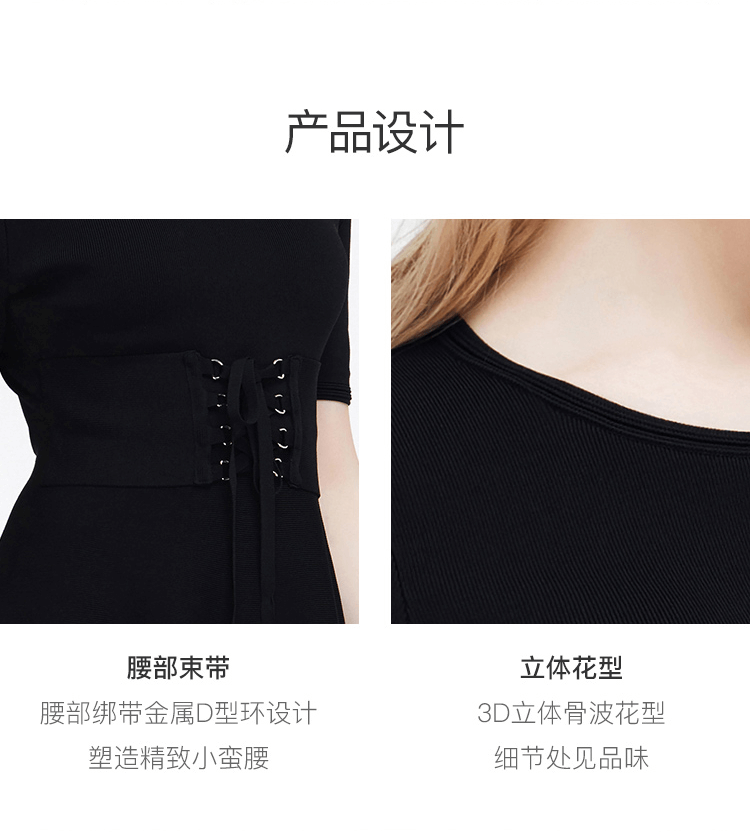 产品设计
腰部束带
腰部绑带金属D型环设计
塑造精致小蛮腰
立体花型
3D立体骨波花型
细节处见品味